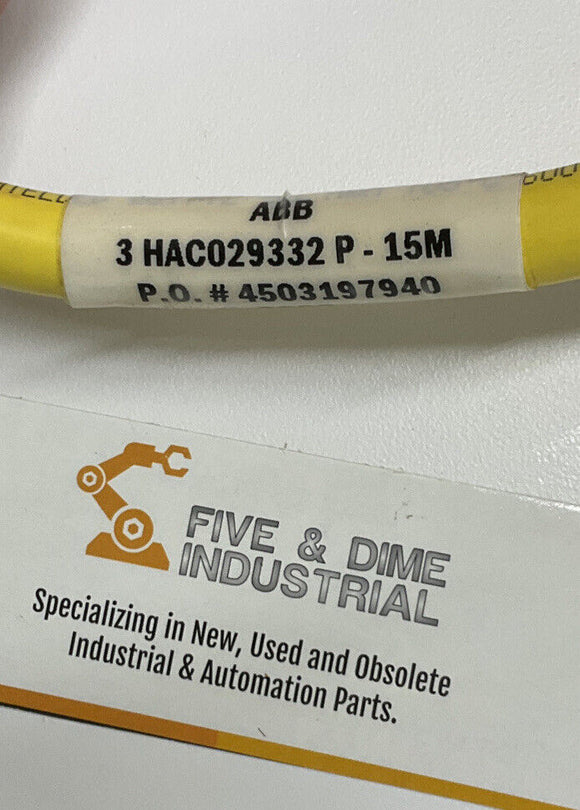 ABB
3 HAC029332 P - 15M
P.O. # 4503197940
FIVE & DIME
INDUSTRIAL
Specializing in New, Used and Obsolete
Industrial & Automation Parts.